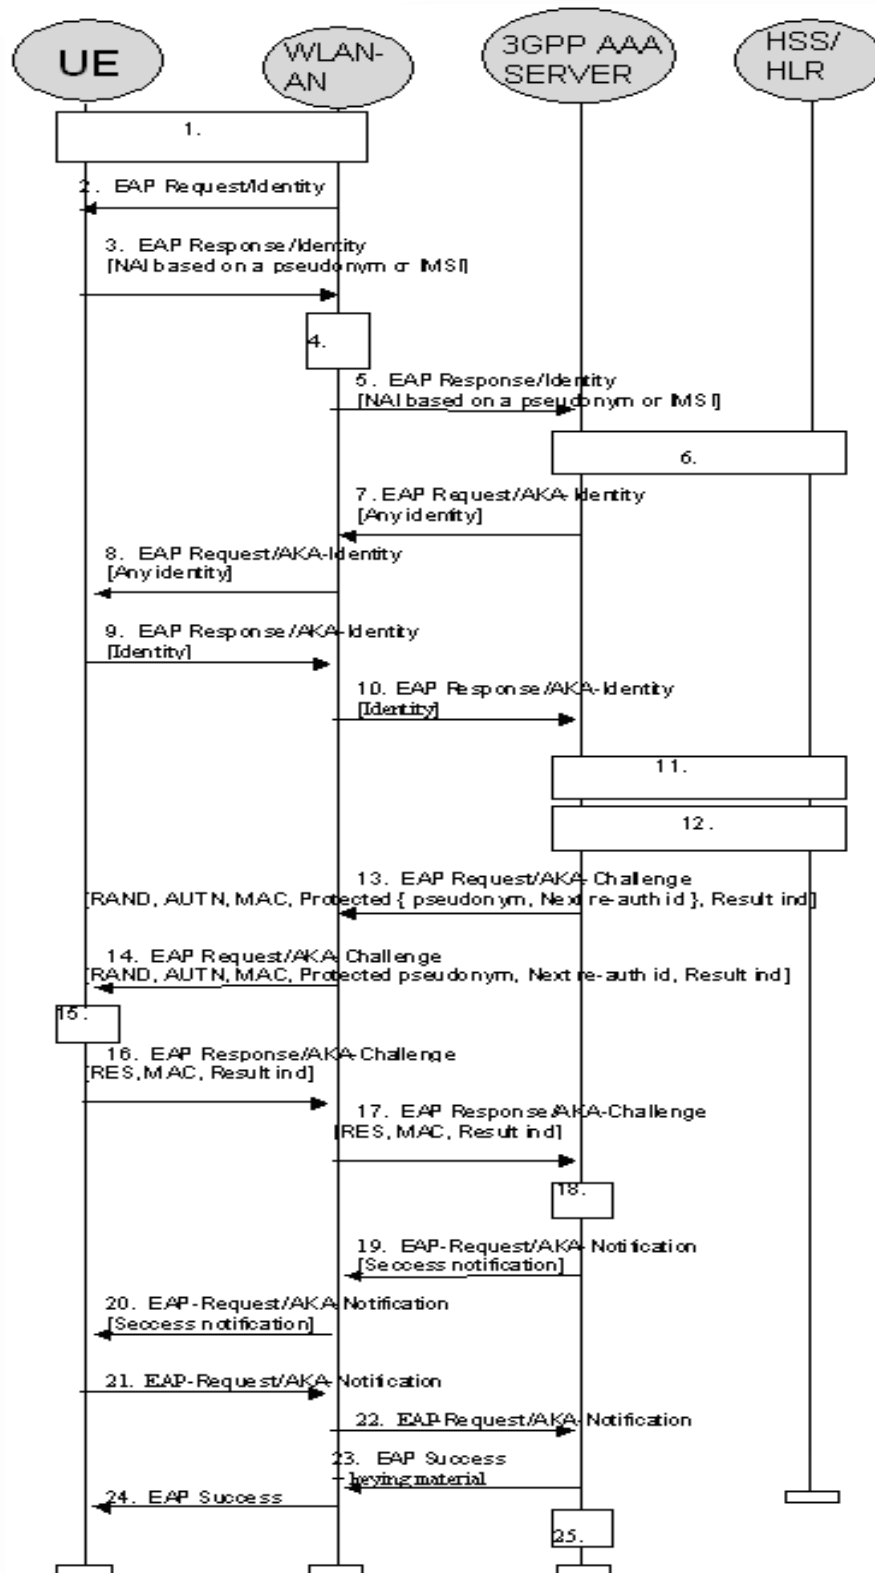 UE
WLAN-
AN
3GPP AAA
SERVER
HSS/
HLR
1.
2. EAP Request/Identity
3. EAP Response/Identity
[NAI based on a pseudonym or IMSI]
4.
5. EAP Response/Identity
[NAI based on a pseudonym or IMSI]
6.
7. EAP Request/AKA-Identity
[Any identity]
8. EAP Request/AKA-Identity
[Any identity]
9. EAP Response/AKA-Identity
[Identity]
10. EAP Response/AKA-Identity
[Identity]
11.
12.
13. EAP Request/AKA-Challenge
[RAND, AUTN, MAC, Protected { pseudonym, Next re-auth id }, Result ind]
14. EAP Request/AKA-Challenge
[RAND, AUTN, MAC, Protected pseudonym, Next re-auth id, Result ind]
15.
16. EAP Response/AKA-Challenge
[RES, MAC, Result ind]
17. EAP Response/AKA-Challenge
[RES, MAC, Result ind]
18.
19. EAP-Request/AKA-Notification
[Seccess notification]
20. EAP-Request/AKA-Notification
[Seccess notification]
21. EAP-Request/AKA-Notification
22. EAP-Request/AKA-Notification
23. EAP Success
+ keying material
24. EAP Success
25.